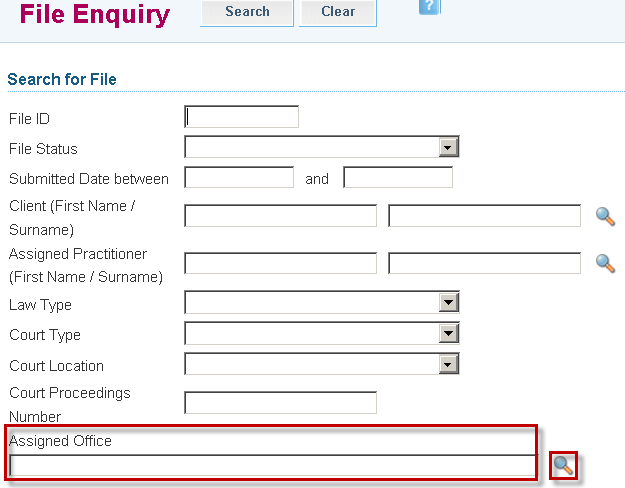 File Enquiry Search Clear ?
Search for File
File ID
File Status
Submitted Date between and
Client (First Name /
Surname)
Assigned Practitioner
(First Name / Surname)
Law Type
Court Type
Court Location
Court Proceedings
Number
Assigned Office